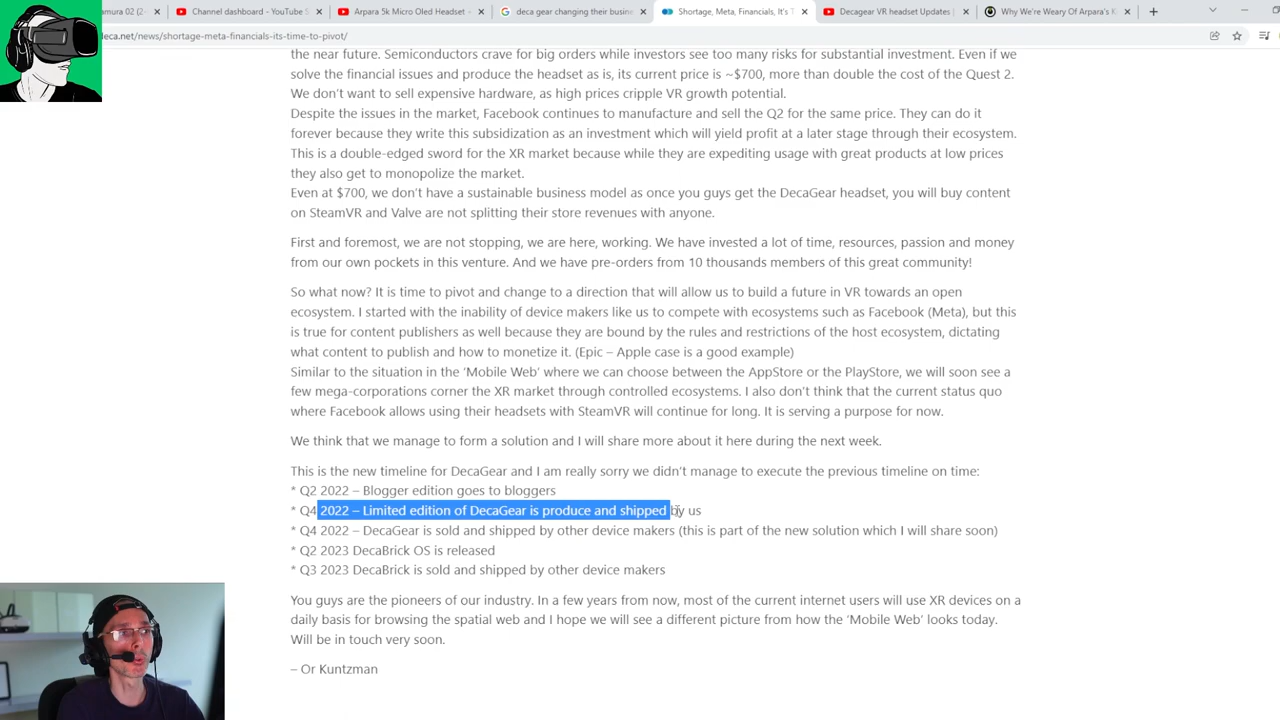 amura 02 (2-
Channel dashboard - YouTube S
Arpara 5k Micro Oled Headset -
deca gear changing their busin
Shortage, Meta, Financials, It's T
Decagear VR headset Updates |
Why We're Weary Of Arpara's K
deca.net/news/shortage-meta-financials-its-time-to-pivot/
the near future. Semiconductors crave for big orders while investors see too many risks for substantial investment. Even if we
solve the financial issues and produce the headset as is, its current price is ~$700, more than double the cost of the Quest 2.
We don't want to sell expensive hardware, as high prices cripple VR growth potential.
Despite the issues in the market, Facebook continues to manufacture and sell the Q2 for the same price. They can do it
forever because they write this subsidization as an investment which will yield profit at a later stage through their ecosystem.
This is a double-edged sword for the XR market because while they are expediting usage with great products at low prices
they also get to monopolize the market.
Even at $700, we don't have a sustainable business model as once you guys get the DecaGear headset, you will buy content
on SteamVR and Valve are not splitting their store revenues with anyone.
First and foremost, we are not stopping, we are here, working. We have invested a lot of time, resources, passion and money
from our own pockets in this venture. And we have pre-orders from 10 thousands members of this great community!
So what now? It is time to pivot and change to a direction that will allow us to build a future in VR towards an open
ecosystem. I started with the inability of device makers like us to compete with ecosystems such as Facebook (Meta), but this
is true for content publishers as well because they are bound by the rules and restrictions of the host ecosystem, dictating
what content to publish and how to monetize it. (Epic – Apple case is a good example)
Similar to the situation in the 'Mobile Web' where we can choose between the AppStore or the PlayStore, we will soon see a
few mega-corporations corner the XR market through controlled ecosystems. I also don't think that the current status quo
where Facebook allows using their headsets with SteamVR will continue for long. It is serving a purpose for now.
We think that we manage to form a solution and I will share more about it here during the next week.
This is the new timeline for DecaGear and I am really sorry we didn't manage to execute the previous timeline on time:
* Q2 2022 – Blogger edition goes to bloggers
* Q4 2022 – Limited edition of DecaGear is produce and shipped by us
* Q4 2022 – DecaGear is sold and shipped by other device makers (this is part of the new solution which I will share soon)
* Q2 2023 DecaBrick OS is released
* Q3 2023 DecaBrick is sold and shipped by other device makers
You guys are the pioneers of our industry. In a few years from now, most of the current internet users will use XR devices on a
daily basis for browsing the spatial web and I hope we will see a different picture from how the 'Mobile Web' looks today.
Will be in touch very soon.
– Or Kuntzman